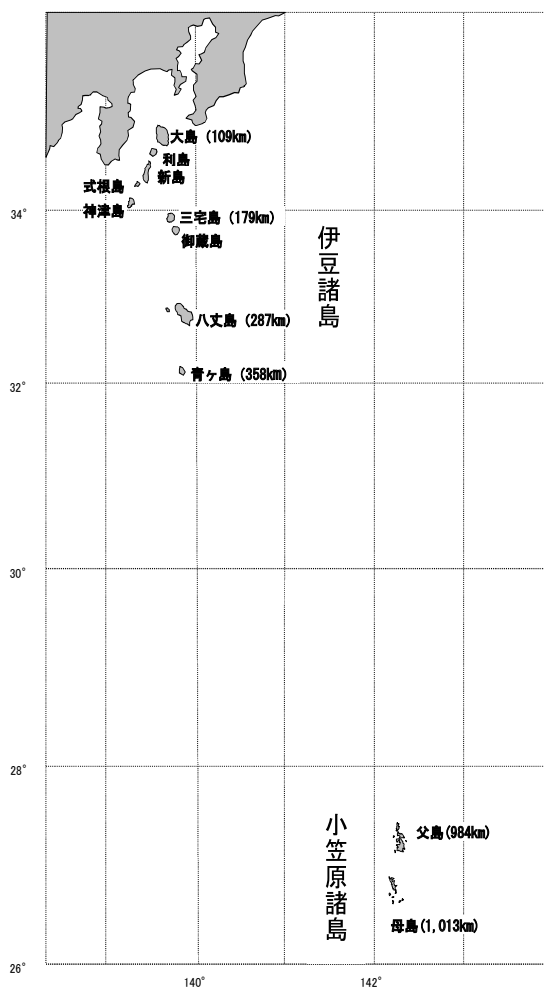 大島 (109km)
利島
新島
式根島
神津島
34°
三宅島 (179km)
御蔵島
伊豆諸島
八丈島 (287km)
青ヶ島 (358km)
32°
30°
28°
小笠原諸島
父島(984km)
母島(1,013km)
26°
140°
142°